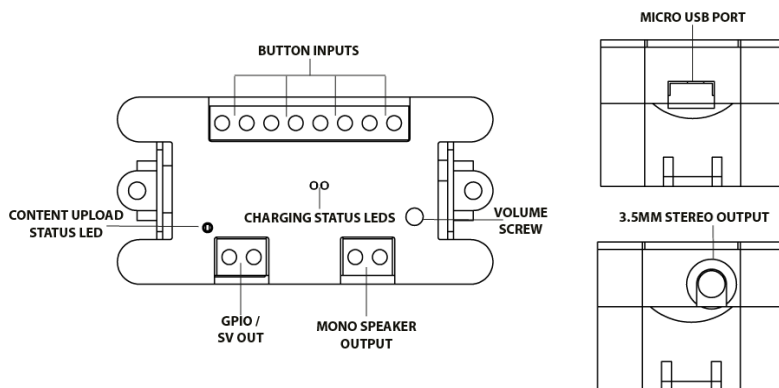 BUTTON INPUTS
CONTENT UPLOAD
STATUS LED
CHARGING STATUS LEDS
VOLUME
SCREW
GPIO /
SV OUT
MONO SPEAKER
OUTPUT
MICRO USB PORT
3.5MM STEREO OUTPUT